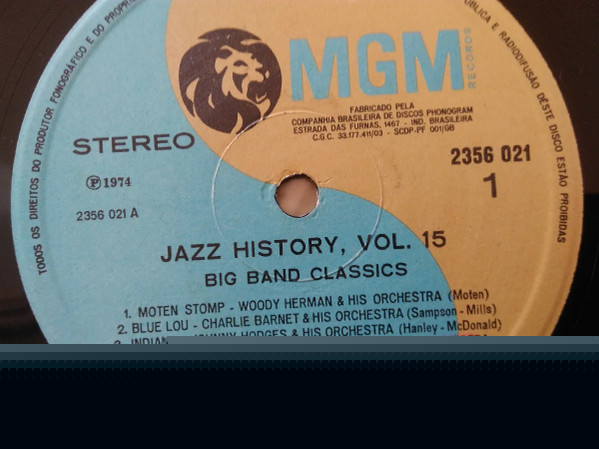 TODOS OS DIREITOS DO PRODUTOR FONOGRÁFICO E DO PROPRIE
BLICA E RADIODIFUSÃO DÊSTE DISCO ESTÃO PROIBIDAS
MGM
RECORDS
FABRICADO PELA
COMPANHIA BRASILEIRA DE DISCOS PHONOGRAM
ESTRADA DAS FURNAS, 1467 - IND. BRASILEIRA
C.G.C. 33.177.411/03 - SCDP-PF 001/GB
STEREO
Ⓟ 1974
2356 021 A
2356 021
1
JAZZ HISTORY, VOL. 15
BIG BAND CLASSICS
1. MOTEN STOMP - WOODY HERMAN & HIS ORCHESTRA (Moten)
2. BLUE LOU - CHARLIE BARNET & HIS ORCHESTRA (Sampson - Mills)
JOHNNY HODGES & HIS ORCHESTRA (Hanley - McDonald)